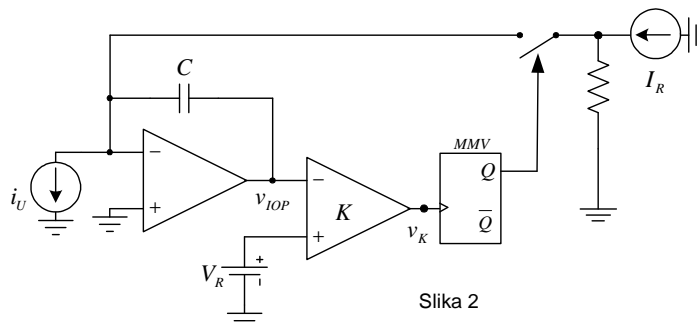 C
I_R
MMV
Q
i_U
−
+
v_IOP
−
+
K
v_K
Q̅
V_R
+
-
Slika 2